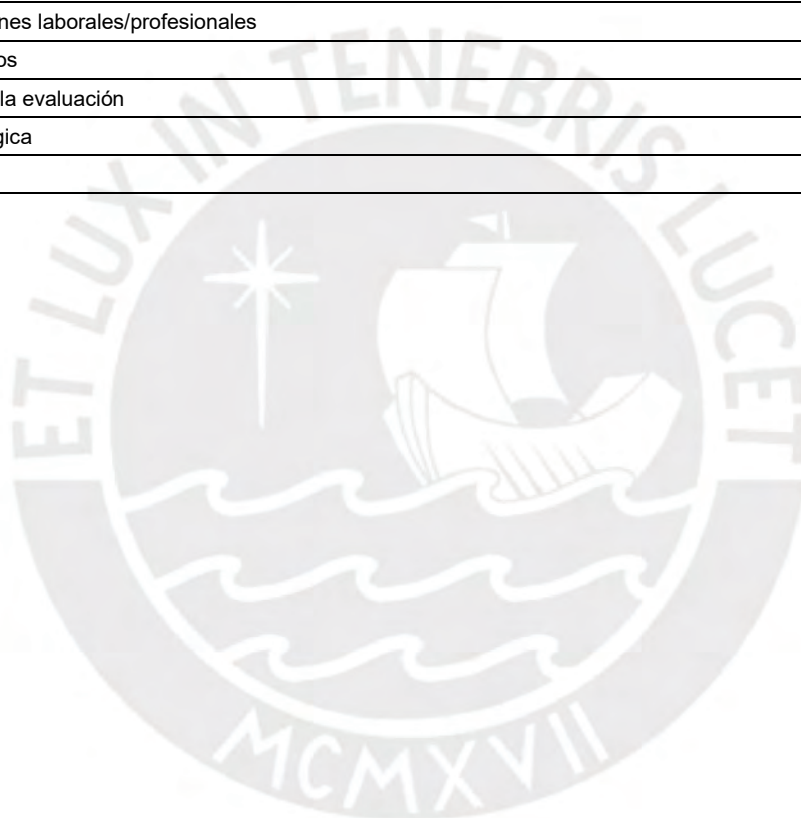 nes laborales/profesionales
os
la evaluación
gica
ET LUX IN TENEBRIS LUCET
MCMXVII